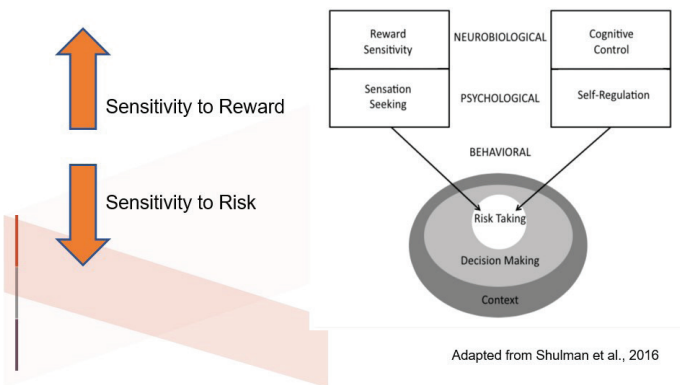 Sensitivity to Reward
Sensitivity to Risk
Reward
Sensitivity
NEUROBIOLOGICAL
Cognitive
Control
Sensation
Seeking
PSYCHOLOGICAL
Self-Regulation
BEHAVIORAL
Risk Taking
Decision Making
Context
Adapted from Shulman et al., 2016